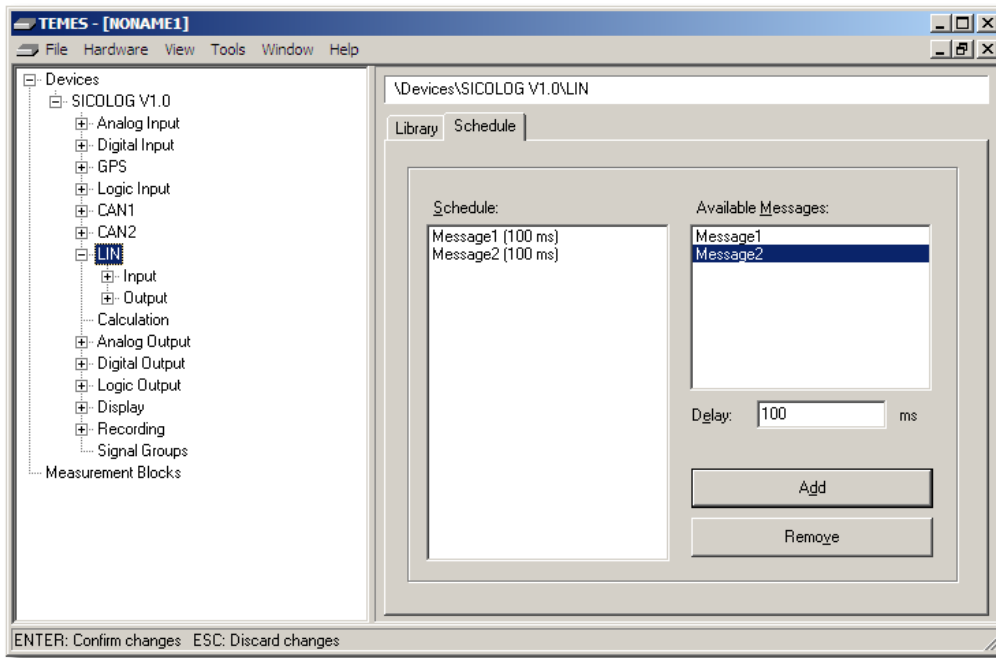 TEMES - [NONAME1]
File Hardware View Tools Window Help
Devices
SICOLOG V1.0
Analog Input
Digital Input
GPS
Logic Input
CAN1
CAN2
LIN
Input
Output
Calculation
Analog Output
Digital Output
Logic Output
Display
Recording
Signal Groups
Measurement Blocks
\Devices\SICOLOG V1.0\LIN
Library Schedule
Schedule:
Message1 (100 ms)
Message2 (100 ms)
Available Messages:
Message1
Message2
Delay: 100 ms
Add
Remove
ENTER: Confirm changes ESC: Discard changes